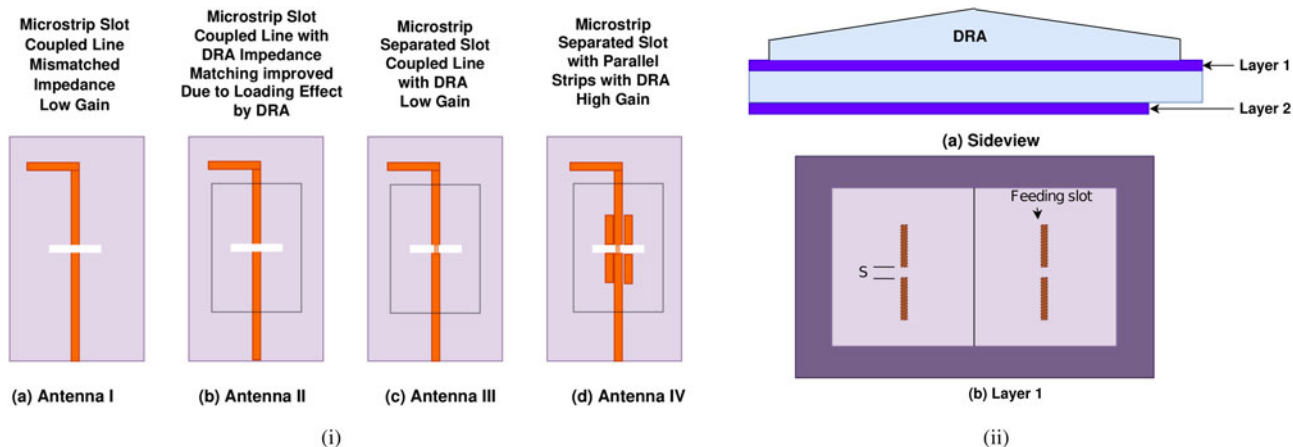 Microstrip Slot
Coupled Line
Mismatched
Impedance
Low Gain
Microstrip Slot
Coupled Line with
DRA Impedance
Matching improved
Due to Loading Effect
by DRA
Microstrip
Separated Slot
Coupled Line
with DRA
Low Gain
Microstrip
Separated Slot
with Parallel
Strips with DRA
High Gain
(a) Antenna I
(b) Antenna II
(c) Antenna III
(d) Antenna IV
(i)
DRA
Layer 1
Layer 2
(a) Sideview
Feeding slot
S
(b) Layer 1
(ii)